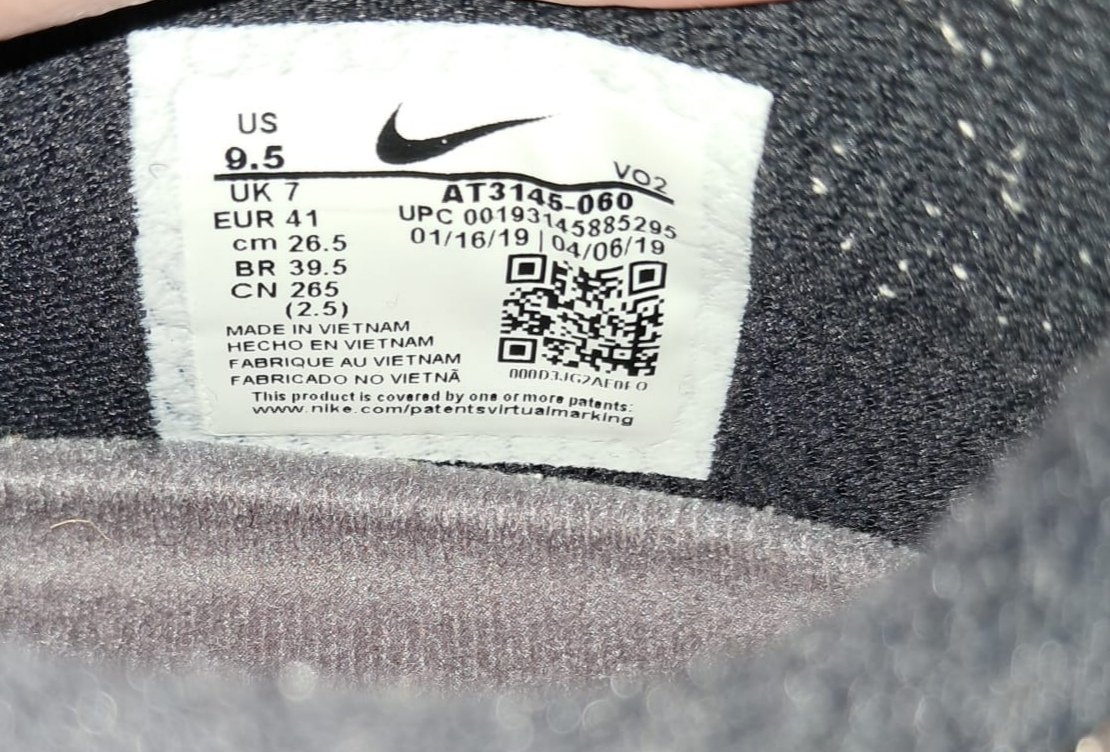 US
9.5
VO2
UK 7
EUR 41
cm 26.5
BR 39.5
CN 265
(2.5)
AT3145-060
UPC 00193145885295
01/16/19 | 04/06/19
MADE IN VIETNAM
HECHO EN VIETNAM
FABRIQUE AU VIETNAM
FABRICADO NO VIETNÃ
This product is covered by one or more patents:
www.nike.com/patentsvirtualmarking